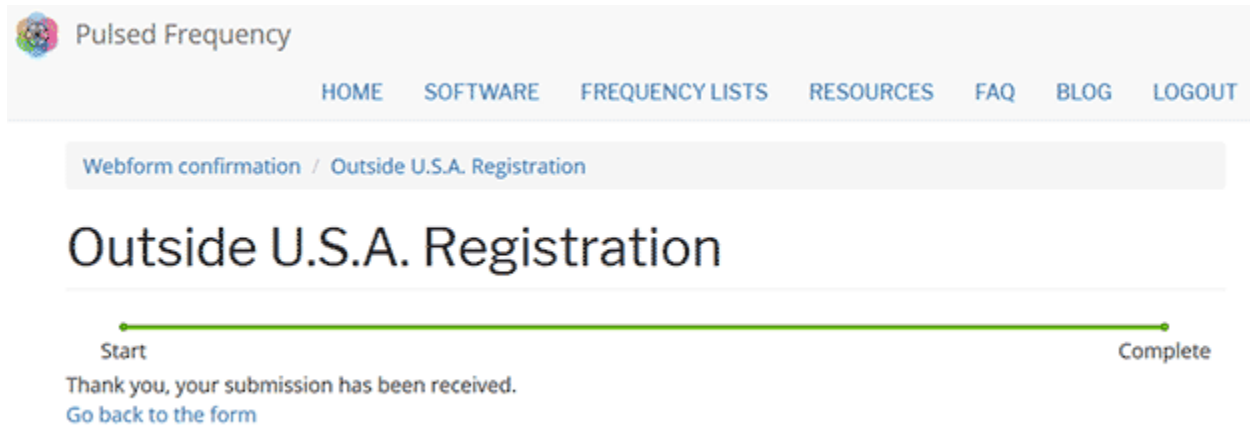 Pulsed Frequency
HOME SOFTWARE FREQUENCY LISTS RESOURCES FAQ BLOG LOGOUT
Webform confirmation / Outside U.S.A. Registration
Outside U.S.A. Registration
Start Complete
Thank you, your submission has been received.
Go back to the form